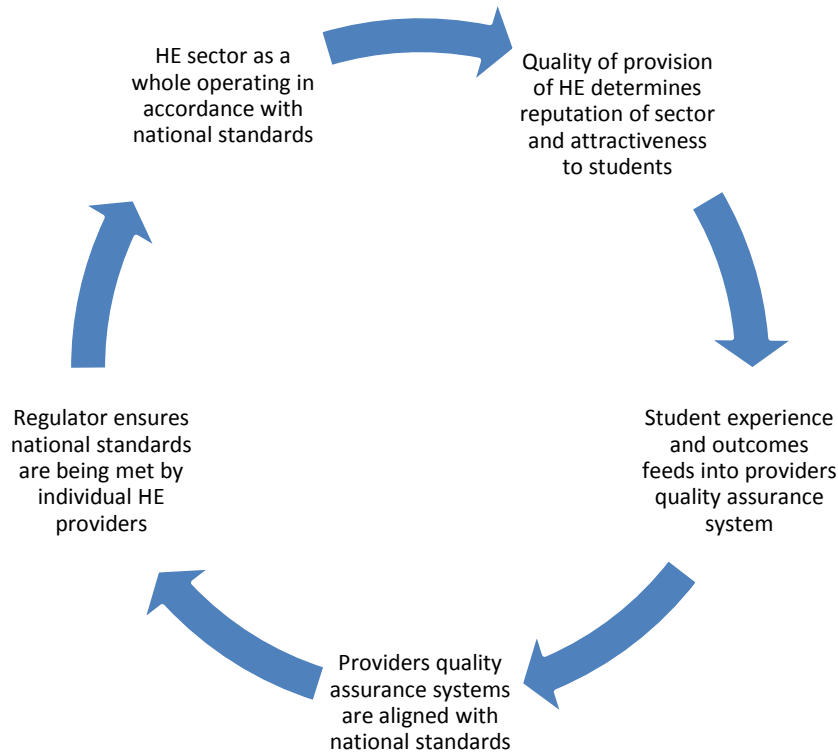 HE sector as a
whole operating in
accordance with
national standards
Quality of provision
of HE determines
reputation of sector
and attractiveness
to students
Student experience
and outcomes
feeds into providers
quality assurance
system
Providers quality
assurance systems
are aligned with
national standards
Regulator ensures
national standards
are being met by
individual HE
providers